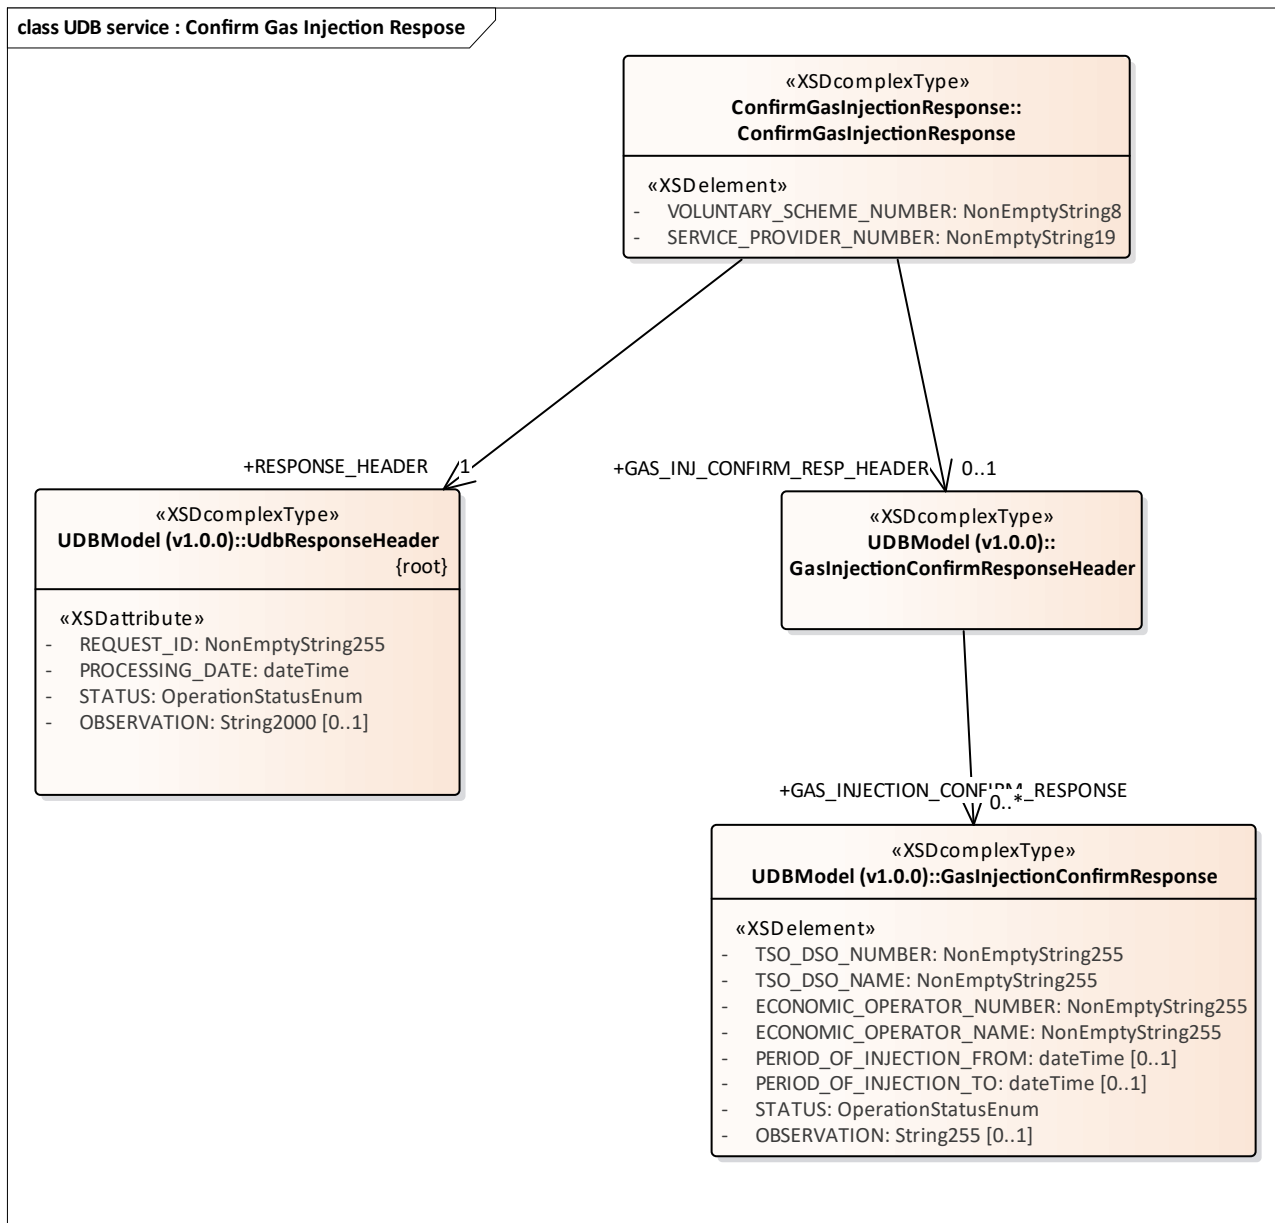 class UDB service : Confirm Gas Injection Respose
«XSDcomplexType»
ConfirmGasInjectionResponse::
ConfirmGasInjectionResponse
«XSDelement»
- VOLUNTARY_SCHEME_NUMBER: NonEmptyString8
- SERVICE_PROVIDER_NUMBER: NonEmptyString19
+RESPONSE_HEADER 1
+GAS_INJ_CONFIRM_RESP_HEADER 0..1
«XSDcomplexType»
UDBModel (v1.0.0)::UdbResponseHeader
{root}
«XSDattribute»
- REQUEST_ID: NonEmptyString255
- PROCESSING_DATE: dateTime
- STATUS: OperationStatusEnum
- OBSERVATION: String2000 [0..1]
«XSDcomplexType»
UDBModel (v1.0.0)::
GasInjectionConfirmResponseHeader
+GAS_INJECTION_CONFIRM_RESPONSE
0..*
«XSDcomplexType»
UDBModel (v1.0.0)::GasInjectionConfirmResponse
«XSDelement»
- TSO_DSO_NUMBER: NonEmptyString255
- TSO_DSO_NAME: NonEmptyString255
- ECONOMIC_OPERATOR_NUMBER: NonEmptyString255
- ECONOMIC_OPERATOR_NAME: NonEmptyString255
- PERIOD_OF_INJECTION_FROM: dateTime [0..1]
- PERIOD_OF_INJECTION_TO: dateTime [0..1]
- STATUS: OperationStatusEnum
- OBSERVATION: String255 [0..1]